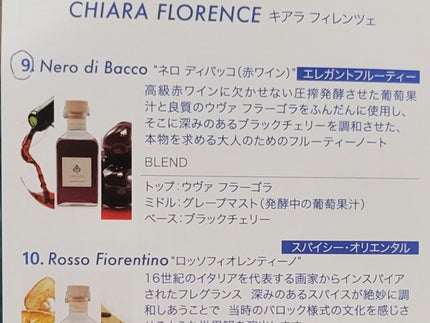 CHIARA FLORENCE キアラ フィレンツェ
9. Nero di Bacco “ネロ ディバッコ(赤ワイン)” エレガントフルーティー
高級赤ワインに欠かせない圧搾発酵させた葡萄果
汁と良質のウヴァ フラーゴラをふんだんに使用し、
そこに深みのあるブラックチェリーを調和させた、
本物を求める大人のためのフルーティーノート
BLEND
トップ:ウヴァ フラーゴラ
ミドル:グレープマスト(発酵中の葡萄果汁)
ベース:ブラックチェリー
スパイシー・オリエンタル
10. Rosso Fiorentino “ロッソフィオレンティーノ”
16世紀のイタリアを代表する画家からインスパイア
されたフレグランス 深みのあるスパイスが絶妙に調
和しあうことで 当時のバロック様式の文化を感じさ